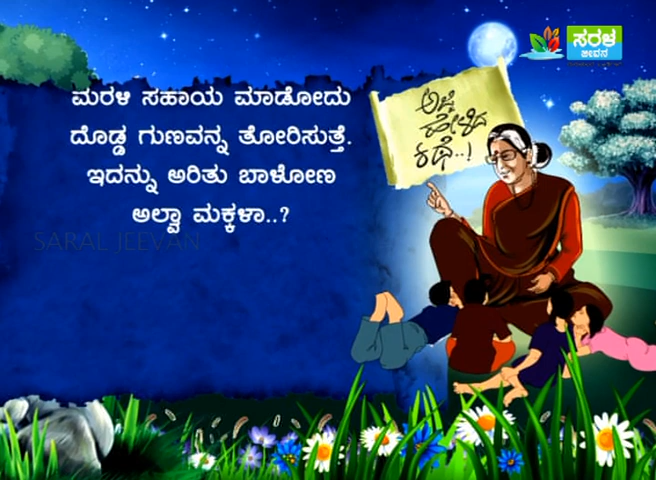 ಸರಳ
ಜೀವನ
ಮರಳಿ ಸಹಾಯ ಮಾಡೋದು
ದೊಡ್ಡ ಗುಣವನ್ನ ತೋರಿಸುತ್ತೆ.
ಇದನ್ನು ಅರಿತು ಬಾಳೋಣ
ಅಲ್ವಾ ಮಕ್ಕಳಾ..?
ಅಜ್ಜಿ
ಹೇಳಿದ
ಕಥೆ..!
SARAL JEEVAN